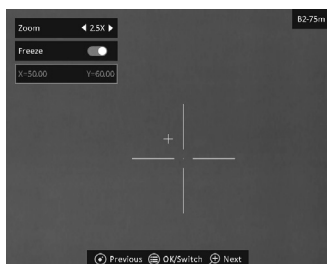 Zoom 2.5X
B2-75m
Freeze
X=50.00 Y=60.00
Previous OK/Switch Next